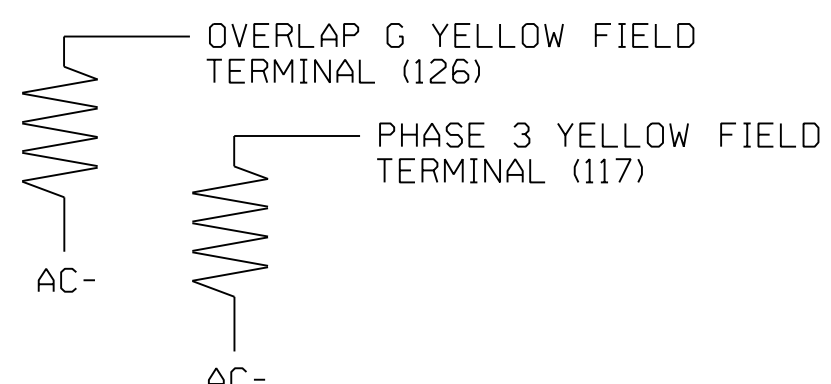 OVERLAP G YELLOW FIELD
TERMINAL (126)
PHASE 3 YELLOW FIELD
TERMINAL (117)
AC-
AC-